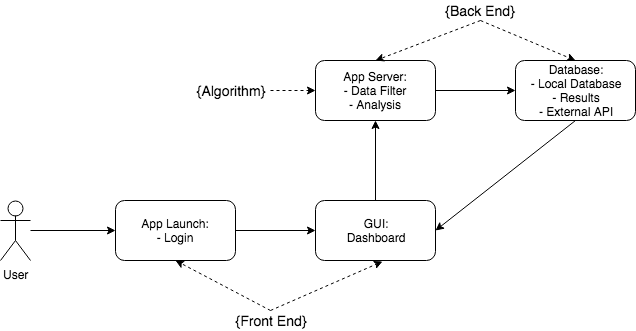 {Back End}
App Server:
- Data Filter
- Analysis
Database:
- Local Database
- Results
- External API
{Algorithm}
App Launch:
- Login
GUI:
Dashboard
User
{Front End}